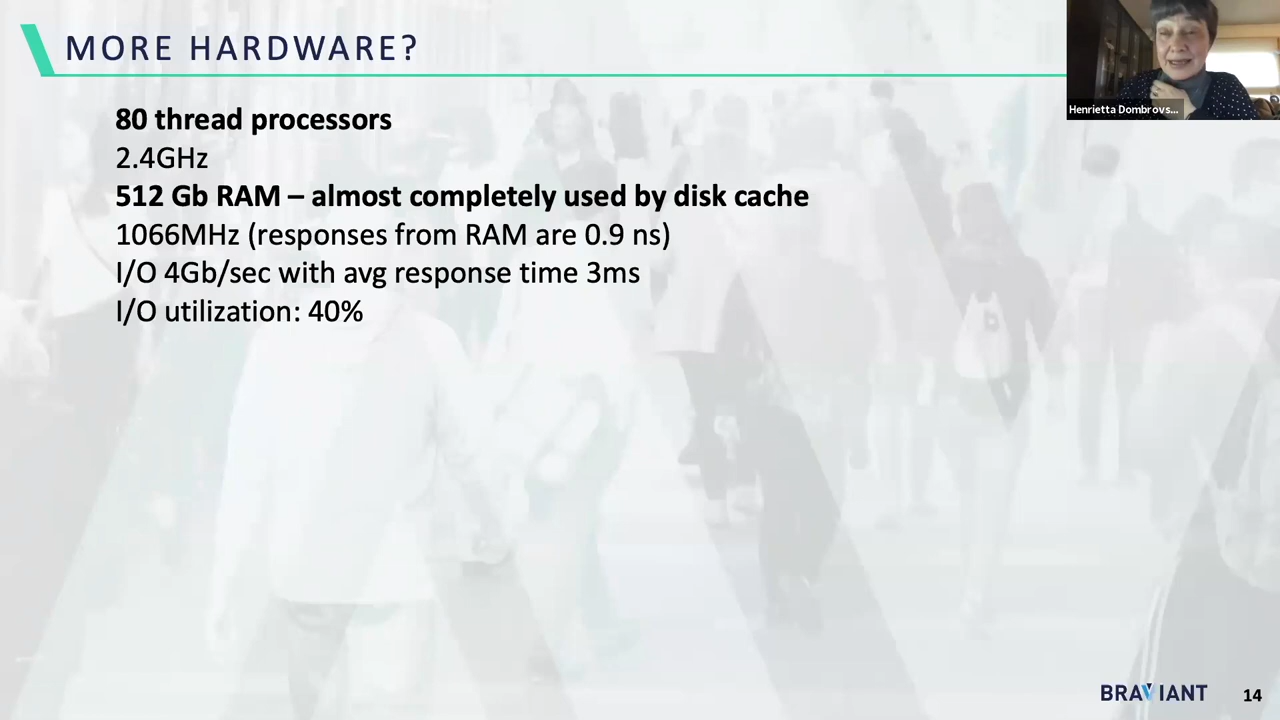 MORE HARDWARE?
80 thread processors
2.4GHz
512 Gb RAM – almost completely used by disk cache
1066MHz (responses from RAM are 0.9 ns)
I/O 4Gb/sec with avg response time 3ms
I/O utilization: 40%
Henrietta Dombrovs...
BRAVIANT
14